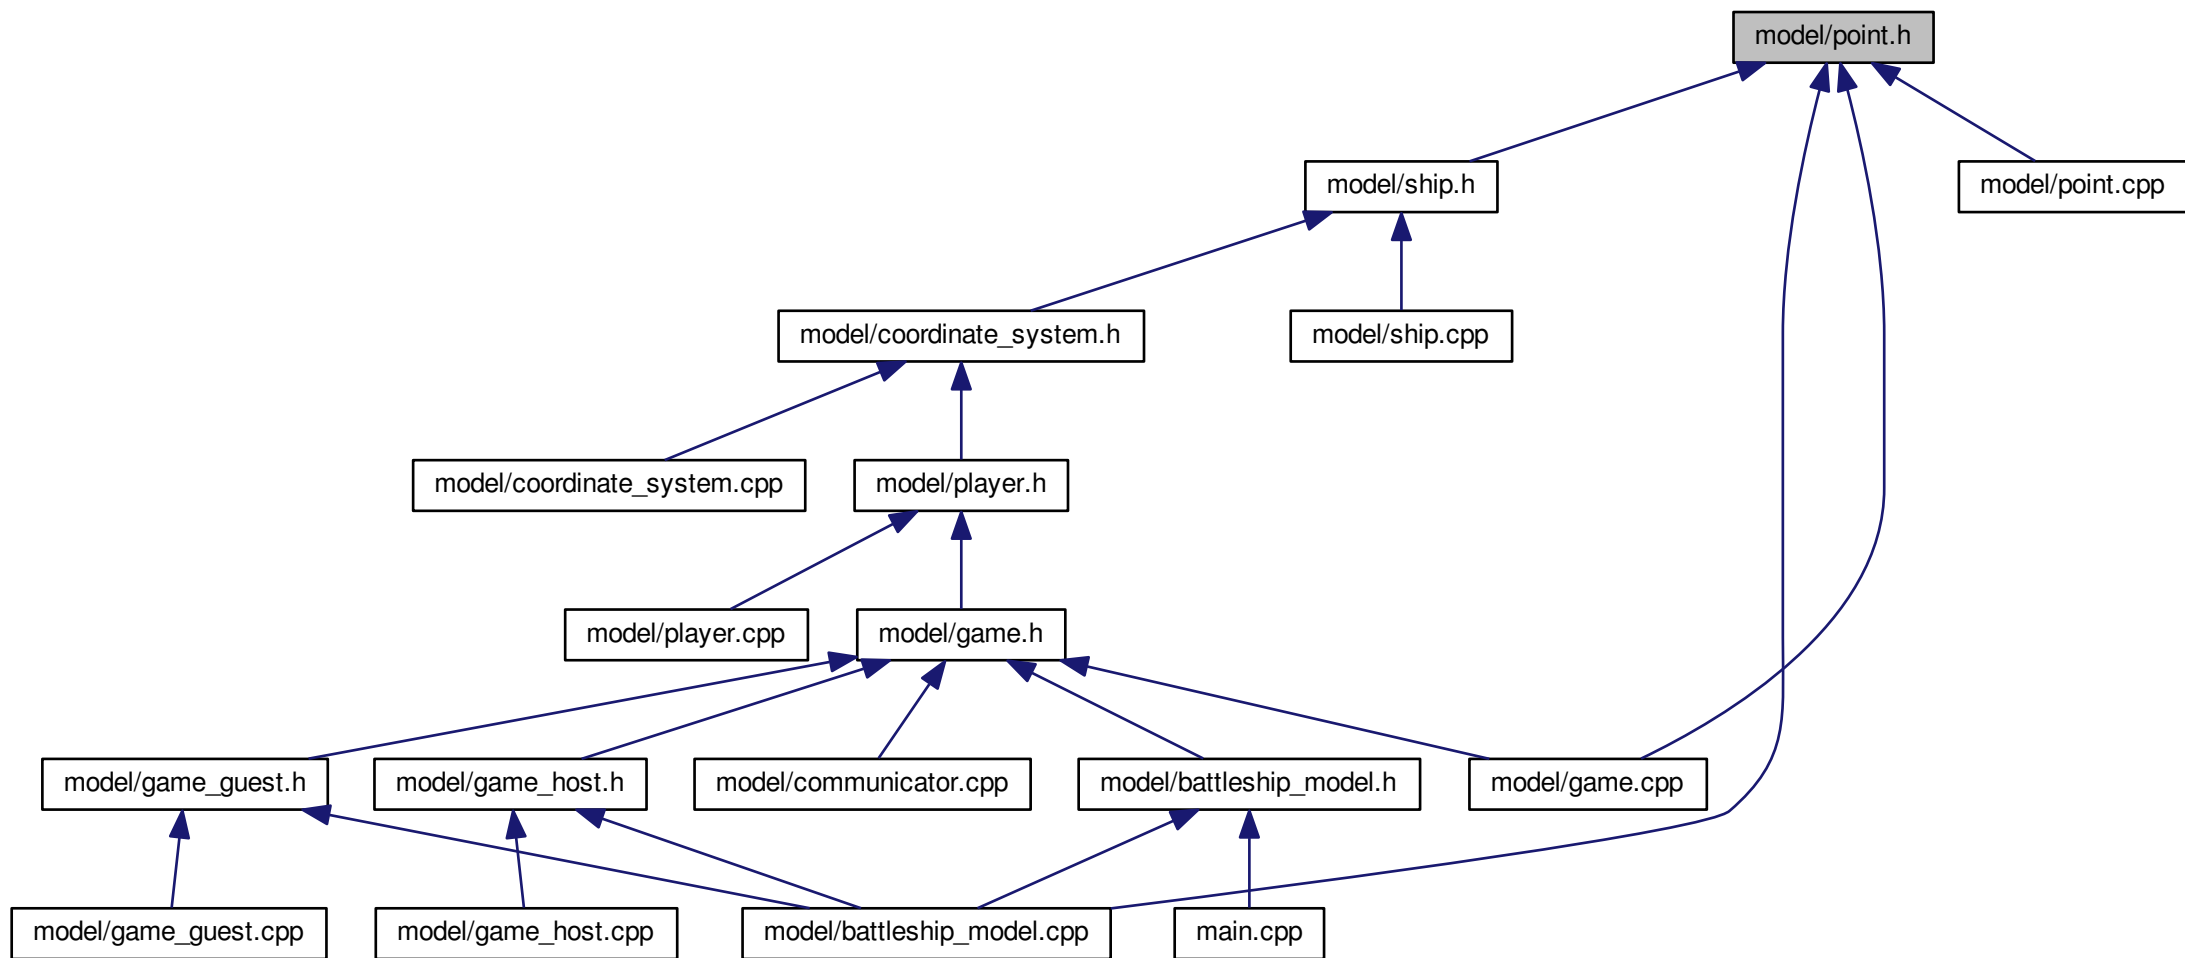 model/point.h
model/ship.h
model/point.cpp
model/coordinate_system.h
model/ship.cpp
model/coordinate_system.cpp
model/player.h
model/player.cpp
model/game.h
model/game_guest.h
model/game_host.h
model/communicator.cpp
model/battleship_model.h
model/game.cpp
model/game_guest.cpp
model/game_host.cpp
model/battleship_model.cpp
main.cpp